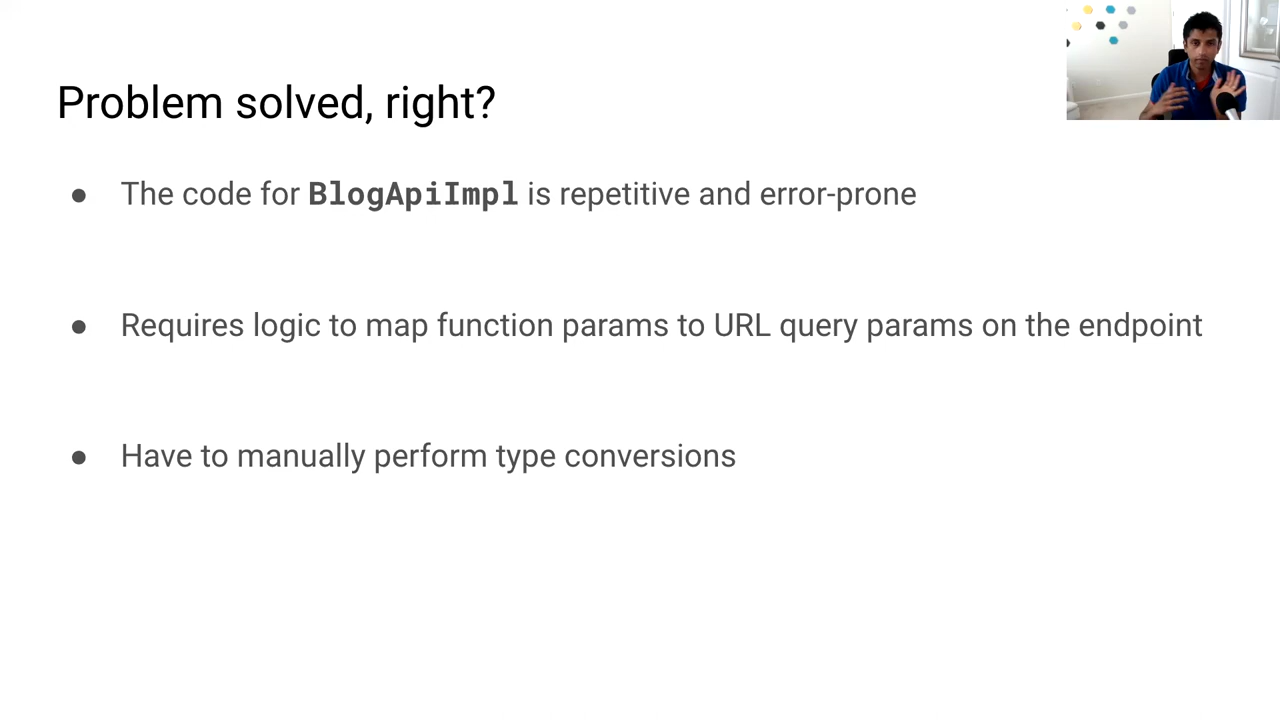 Problem solved, right?
● The code for BlogApiImpl is repetitive and error-prone
● Requires logic to map function params to URL query params on the endpoint
● Have to manually perform type conversions